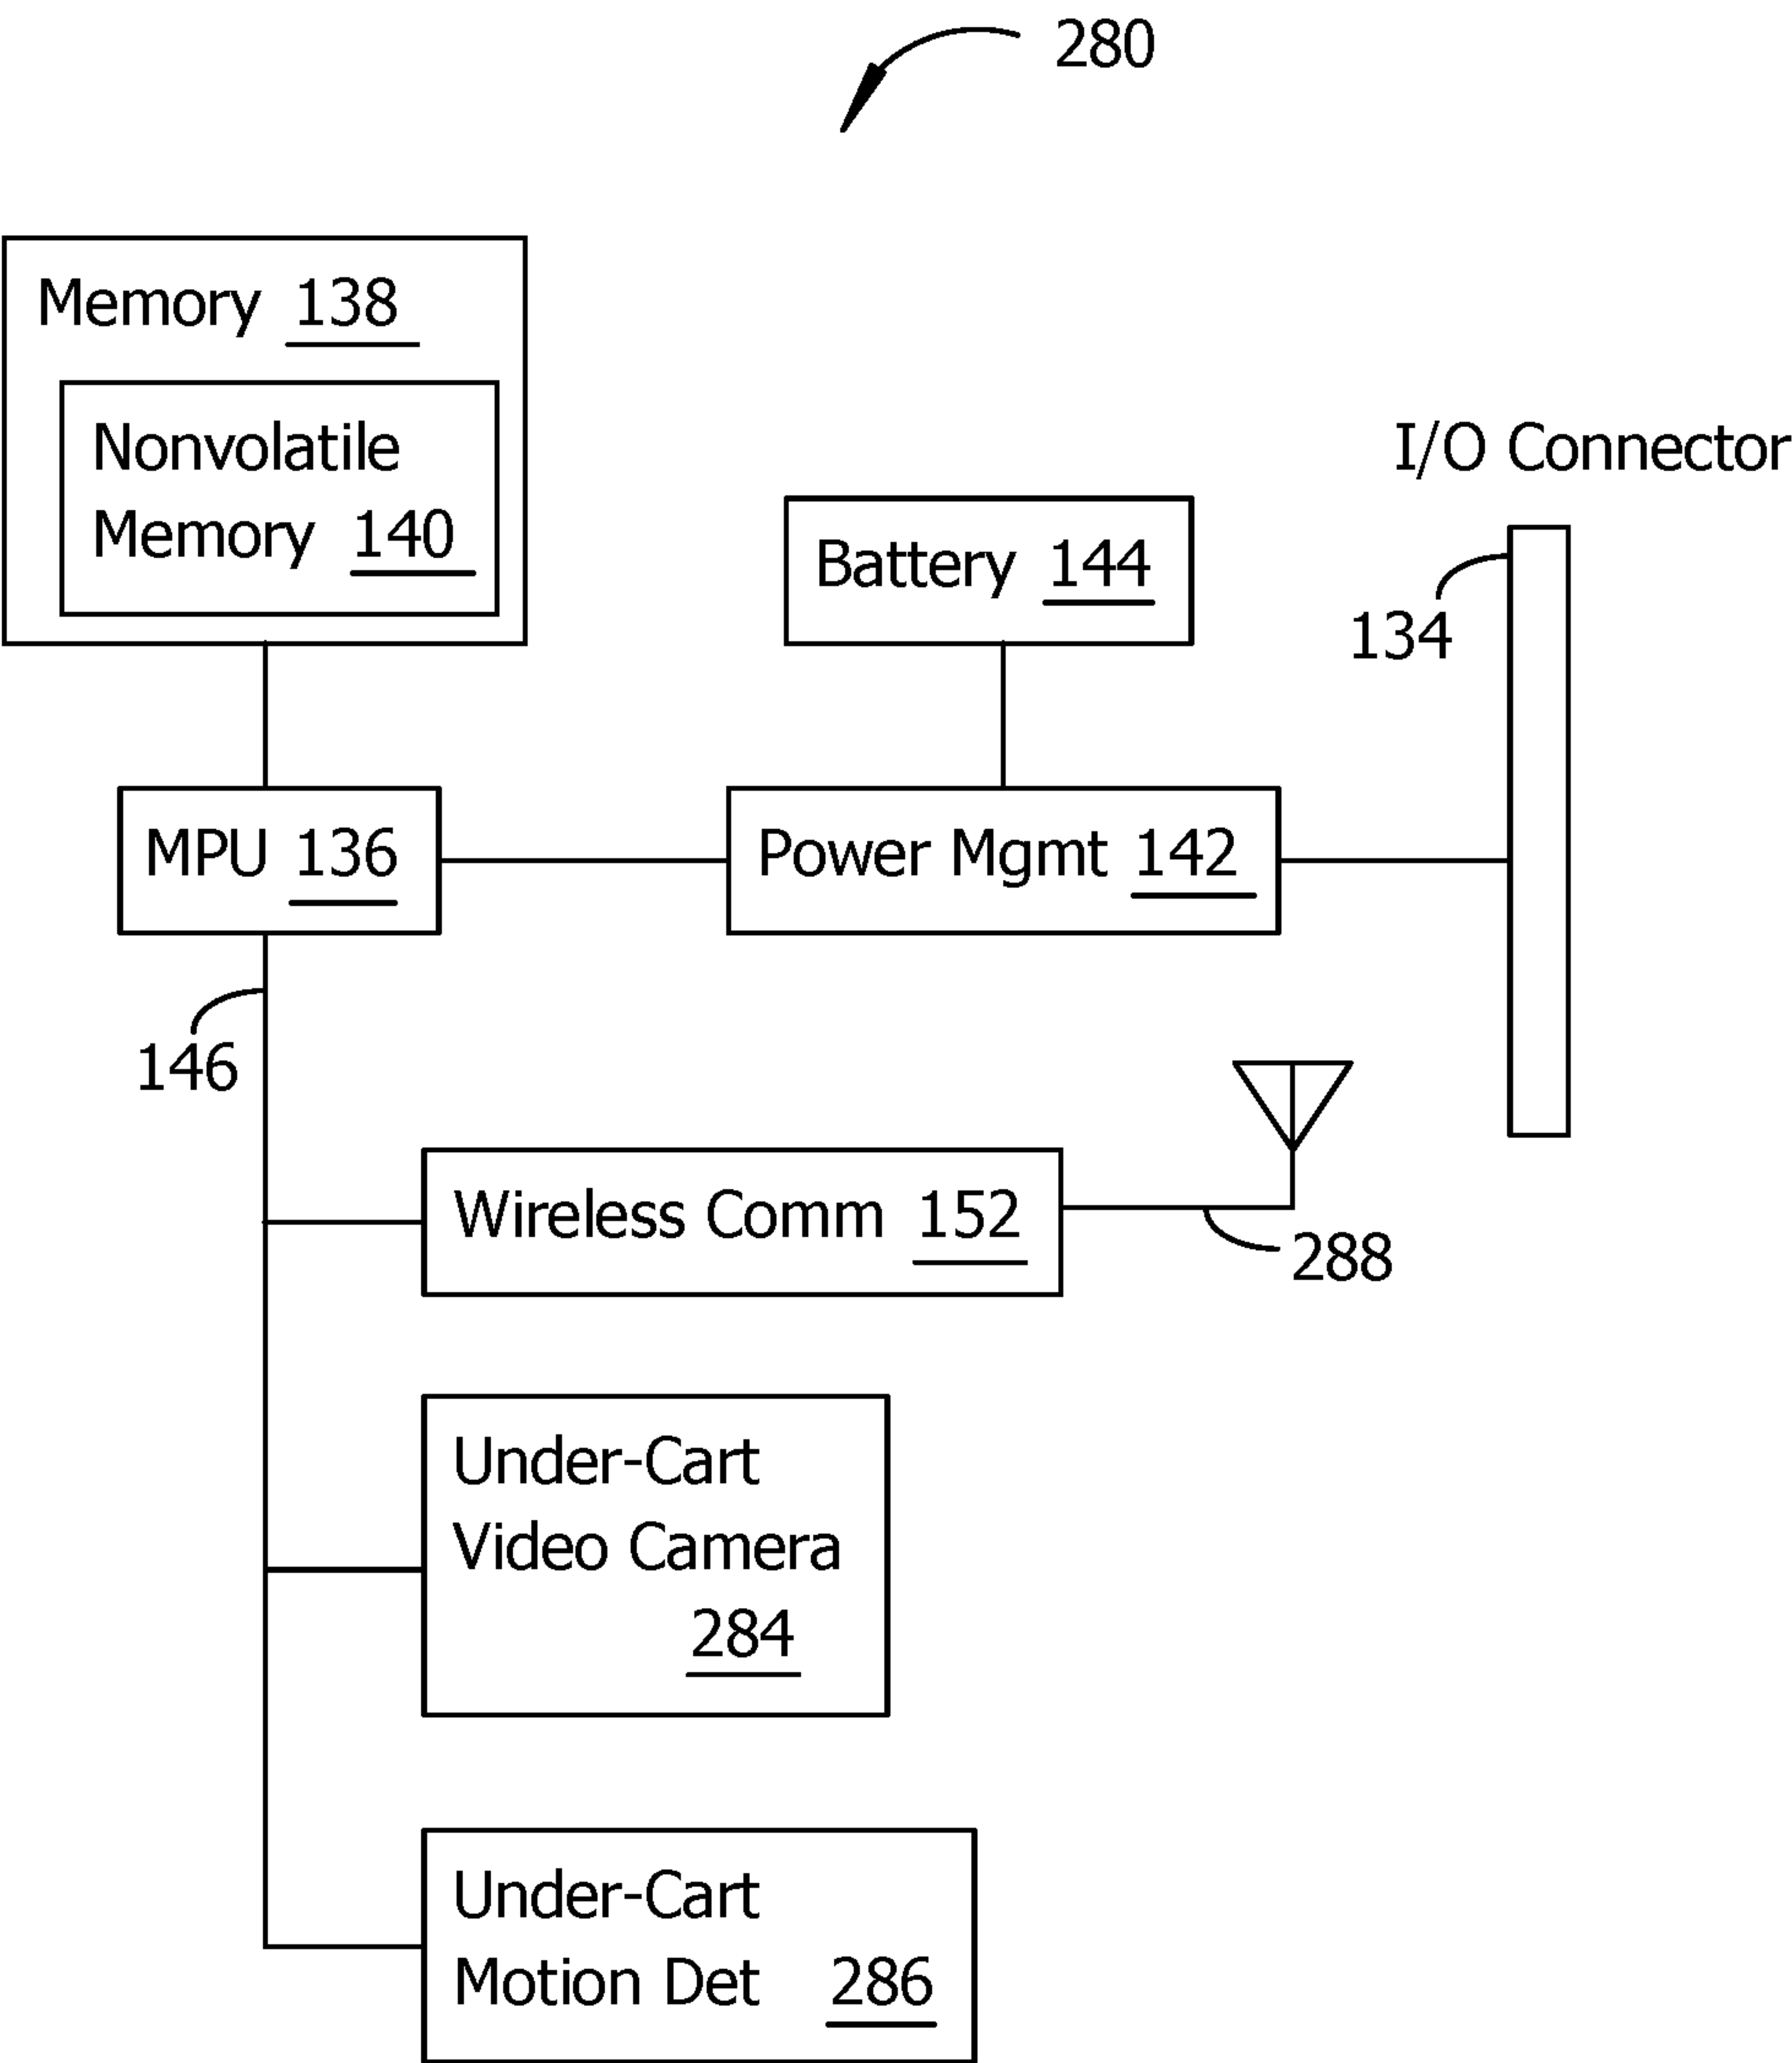 280
Memory 138
Nonvolatile
Memory 140
I/O Connector
Battery 144
134
MPU 136
Power Mgmt 142
146
Wireless Comm 152
288
Under-Cart
Video Camera
284
Under-Cart
Motion Det 286